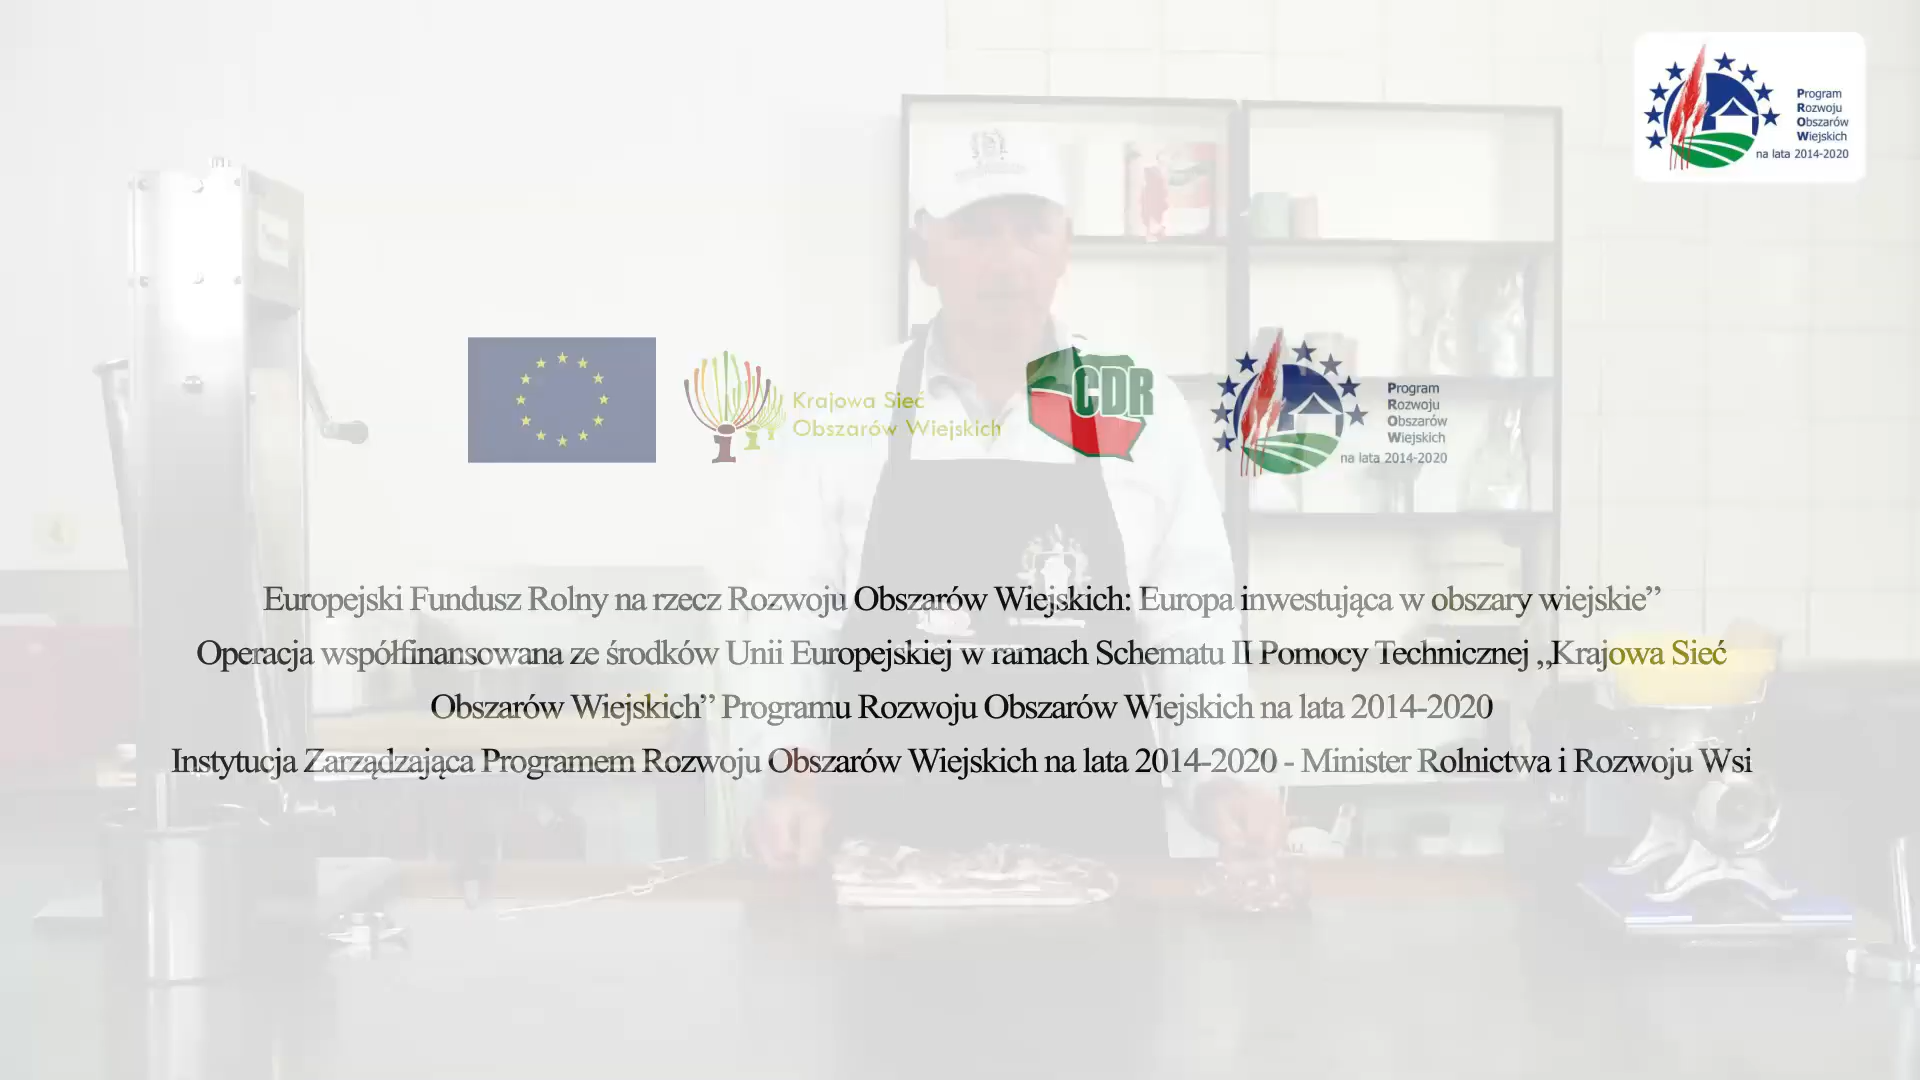 Program
Rozwoju
Obszarów
Wiejskich
na lata 2014-2020
Krajowa Sieć
Obszarów Wiejskich
CDR
Program
Rozwoju
Obszarów
Wiejskich
na lata 2014-2020
Europejski Fundusz Rolny na rzecz Rozwoju Obszarów Wiejskich: Europa inwestująca w obszary wiejskie”
Operacja współfinansowana ze środków Unii Europejskiej w ramach Schematu II Pomocy Technicznej „Krajowa Sieć
Obszarów Wiejskich” Programu Rozwoju Obszarów Wiejskich na lata 2014-2020
Instytucja Zarządzająca Programem Rozwoju Obszarów Wiejskich na lata 2014-2020 - Minister Rolnictwa i Rozwoju Wsi